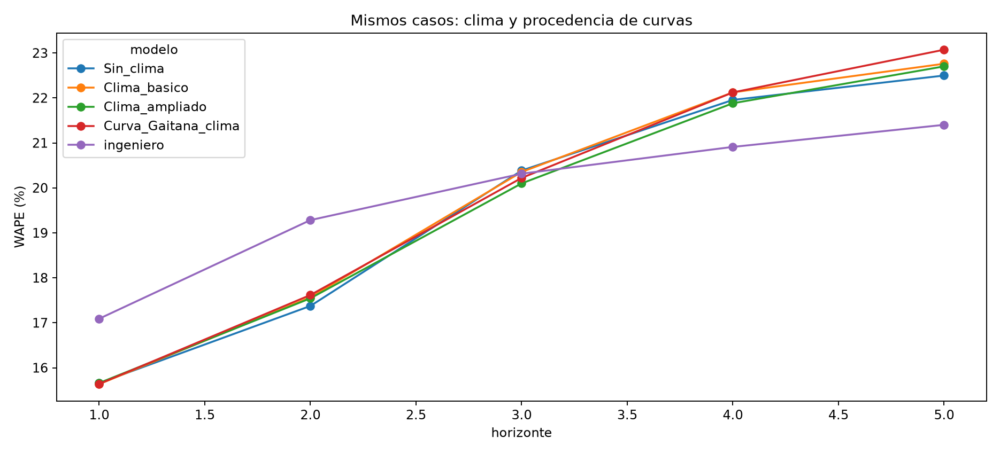 Mismos casos: clima y procedencia de curvas
modelo
Sin_clima
Clima_basico
Clima_ampliado
Curva_Gaitana_clima
ingeniero
WAPE (%)
23
22
21
20
19
18
17
16
1.0 1.5 2.0 2.5 3.0 3.5 4.0 4.5 5.0
horizonte